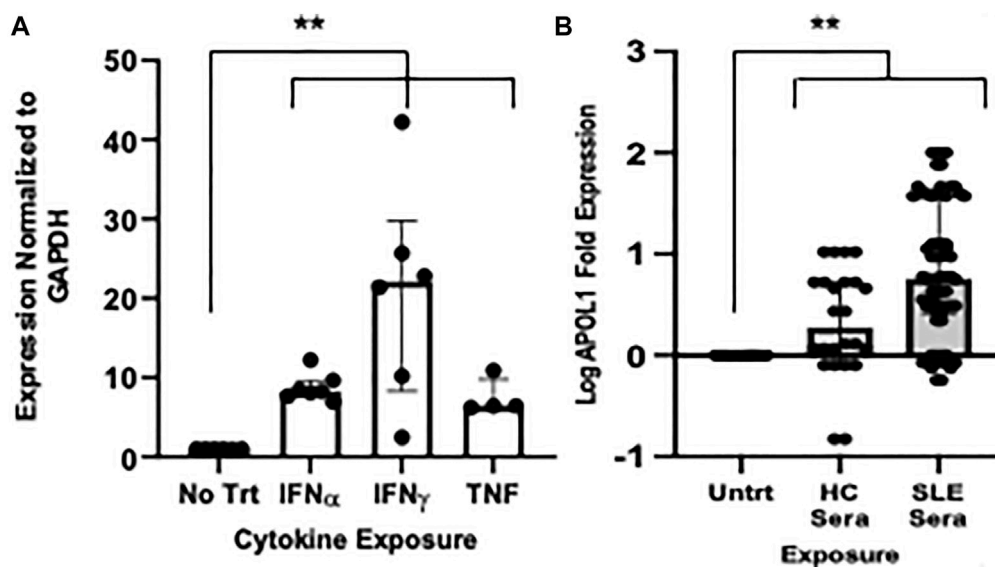 A
**
Expression Normalized to
GAPDH
50
40
30
20
10
0
No Trt IFNα IFNγ TNF
Cytokine Exposure
B
**
Log APOL1 Fold Expression
3
2
1
0
-1
Untrt HC SLE
Sera Sera
Exposure